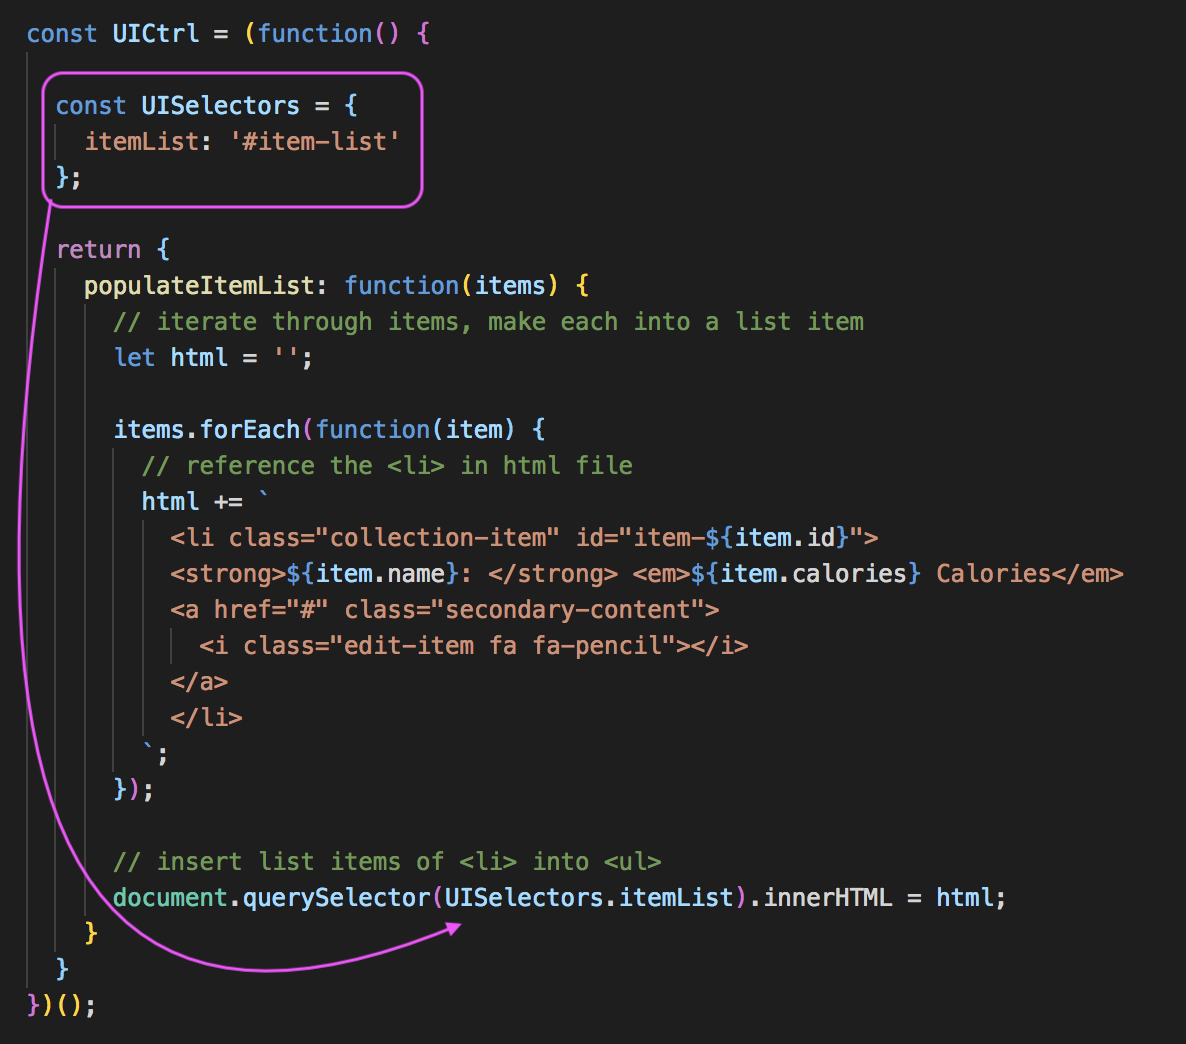 const UICtrl = (function() {
const UISelectors = {
itemList: '#item-list'
};
return {
populateItemList: function(items) {
// iterate through items, make each into a list item
let html = '';
items.forEach(function(item) {
// reference the <li> in html file
html += `
<li class="collection-item" id="item-${item.id}">
<strong>${item.name}: </strong> <em>${item.calories} Calories</em>
<a href="#" class="secondary-content">
<i class="edit-item fa fa-pencil"></i>
</a>
</li>
`;
});
// insert list items of <li> into <ul>
document.querySelector(UISelectors.itemList).innerHTML = html;
}
}
})();